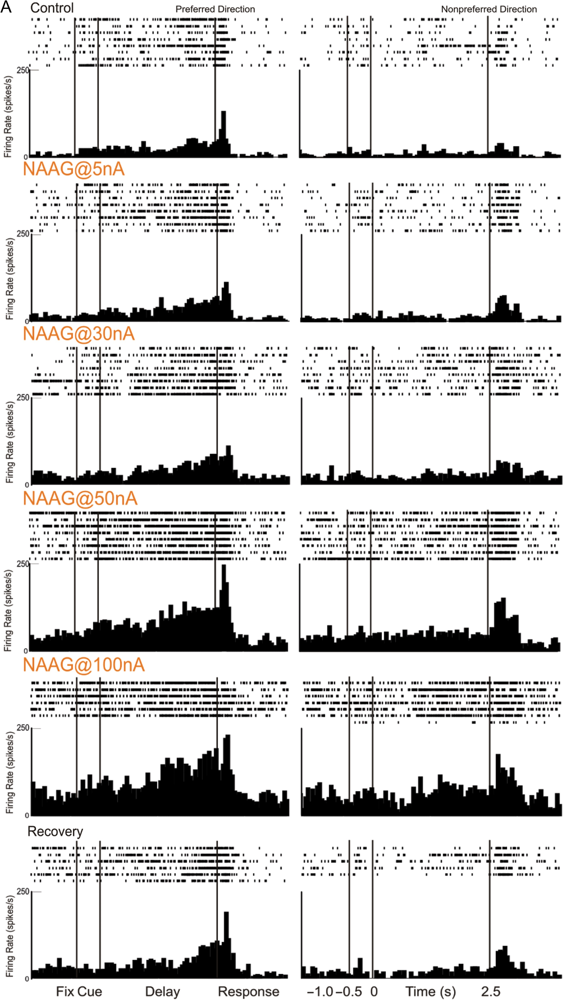 A
Control Preferred Direction Nonpreferred Direction
250
Firing Rate (spikes/s)
0
NAAG@5nA
250
Firing Rate (spikes/s)
0
NAAG@30nA
250
Firing Rate (spikes/s)
0
NAAG@50nA
250
Firing Rate (spikes/s)
0
NAAG@100nA
250
Firing Rate (spikes/s)
0
Recovery
250
Firing Rate (spikes/s)
0
Fix Cue Delay Response −1.0 −0.5 0 Time (s) 2.5